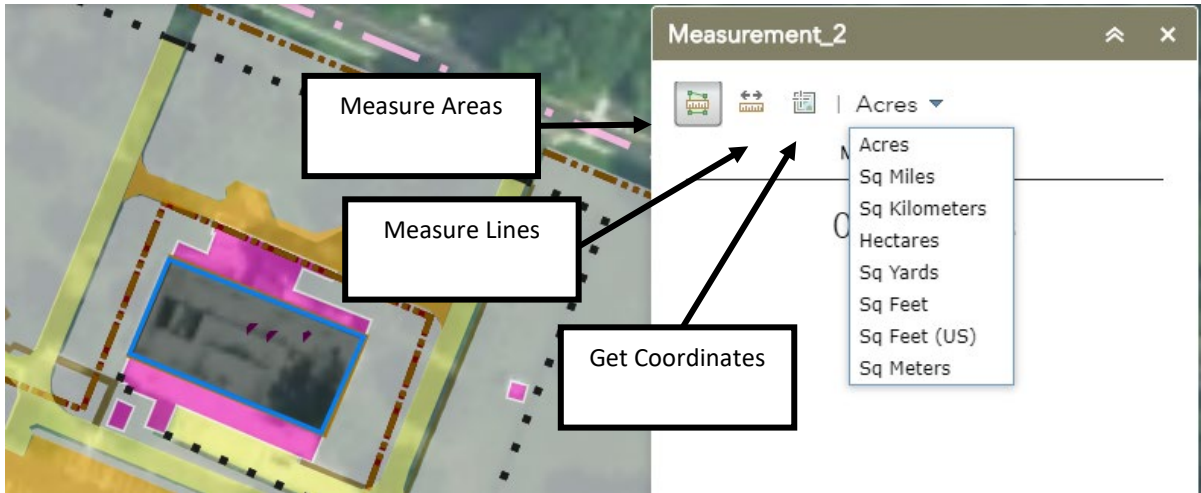 Measurement_2
Measure Areas
Acres
Measure Lines
Acres
Sq Miles
Sq Kilometers
Hectares
Sq Yards
Sq Feet
Sq Feet (US)
Sq Meters
Get Coordinates